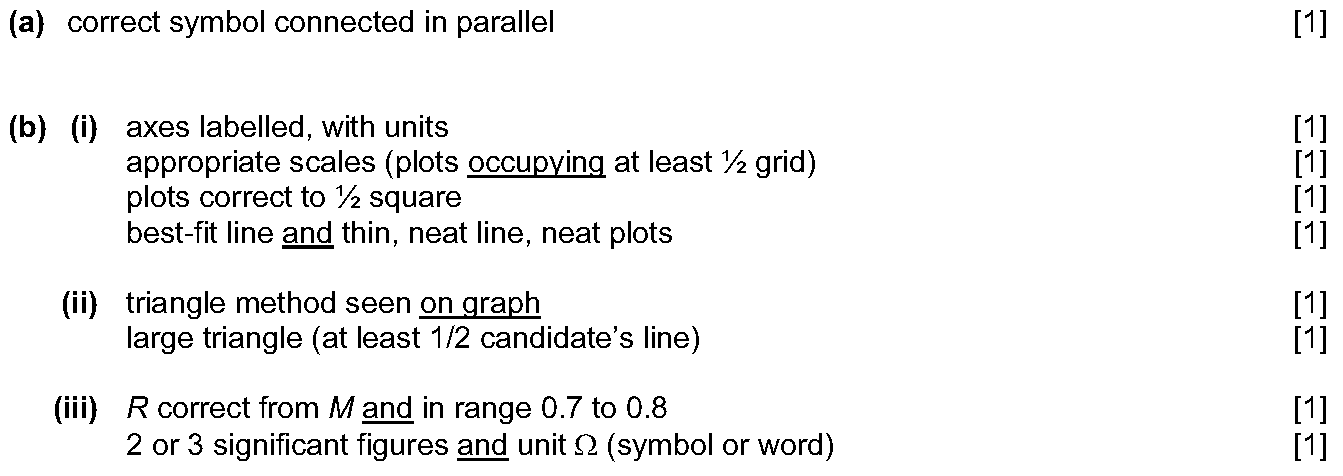 (a) correct symbol connected in parallel [1]
(b) (i) axes labelled, with units [1]
appropriate scales (plots occupying at least ½ grid) [1]
plots correct to ½ square [1]
best-fit line and thin, neat line, neat plots [1]
(ii) triangle method seen on graph [1]
large triangle (at least 1/2 candidate’s line) [1]
(iii) R correct from M and in range 0.7 to 0.8 [1]
2 or 3 significant figures and unit Ω (symbol or word) [1]